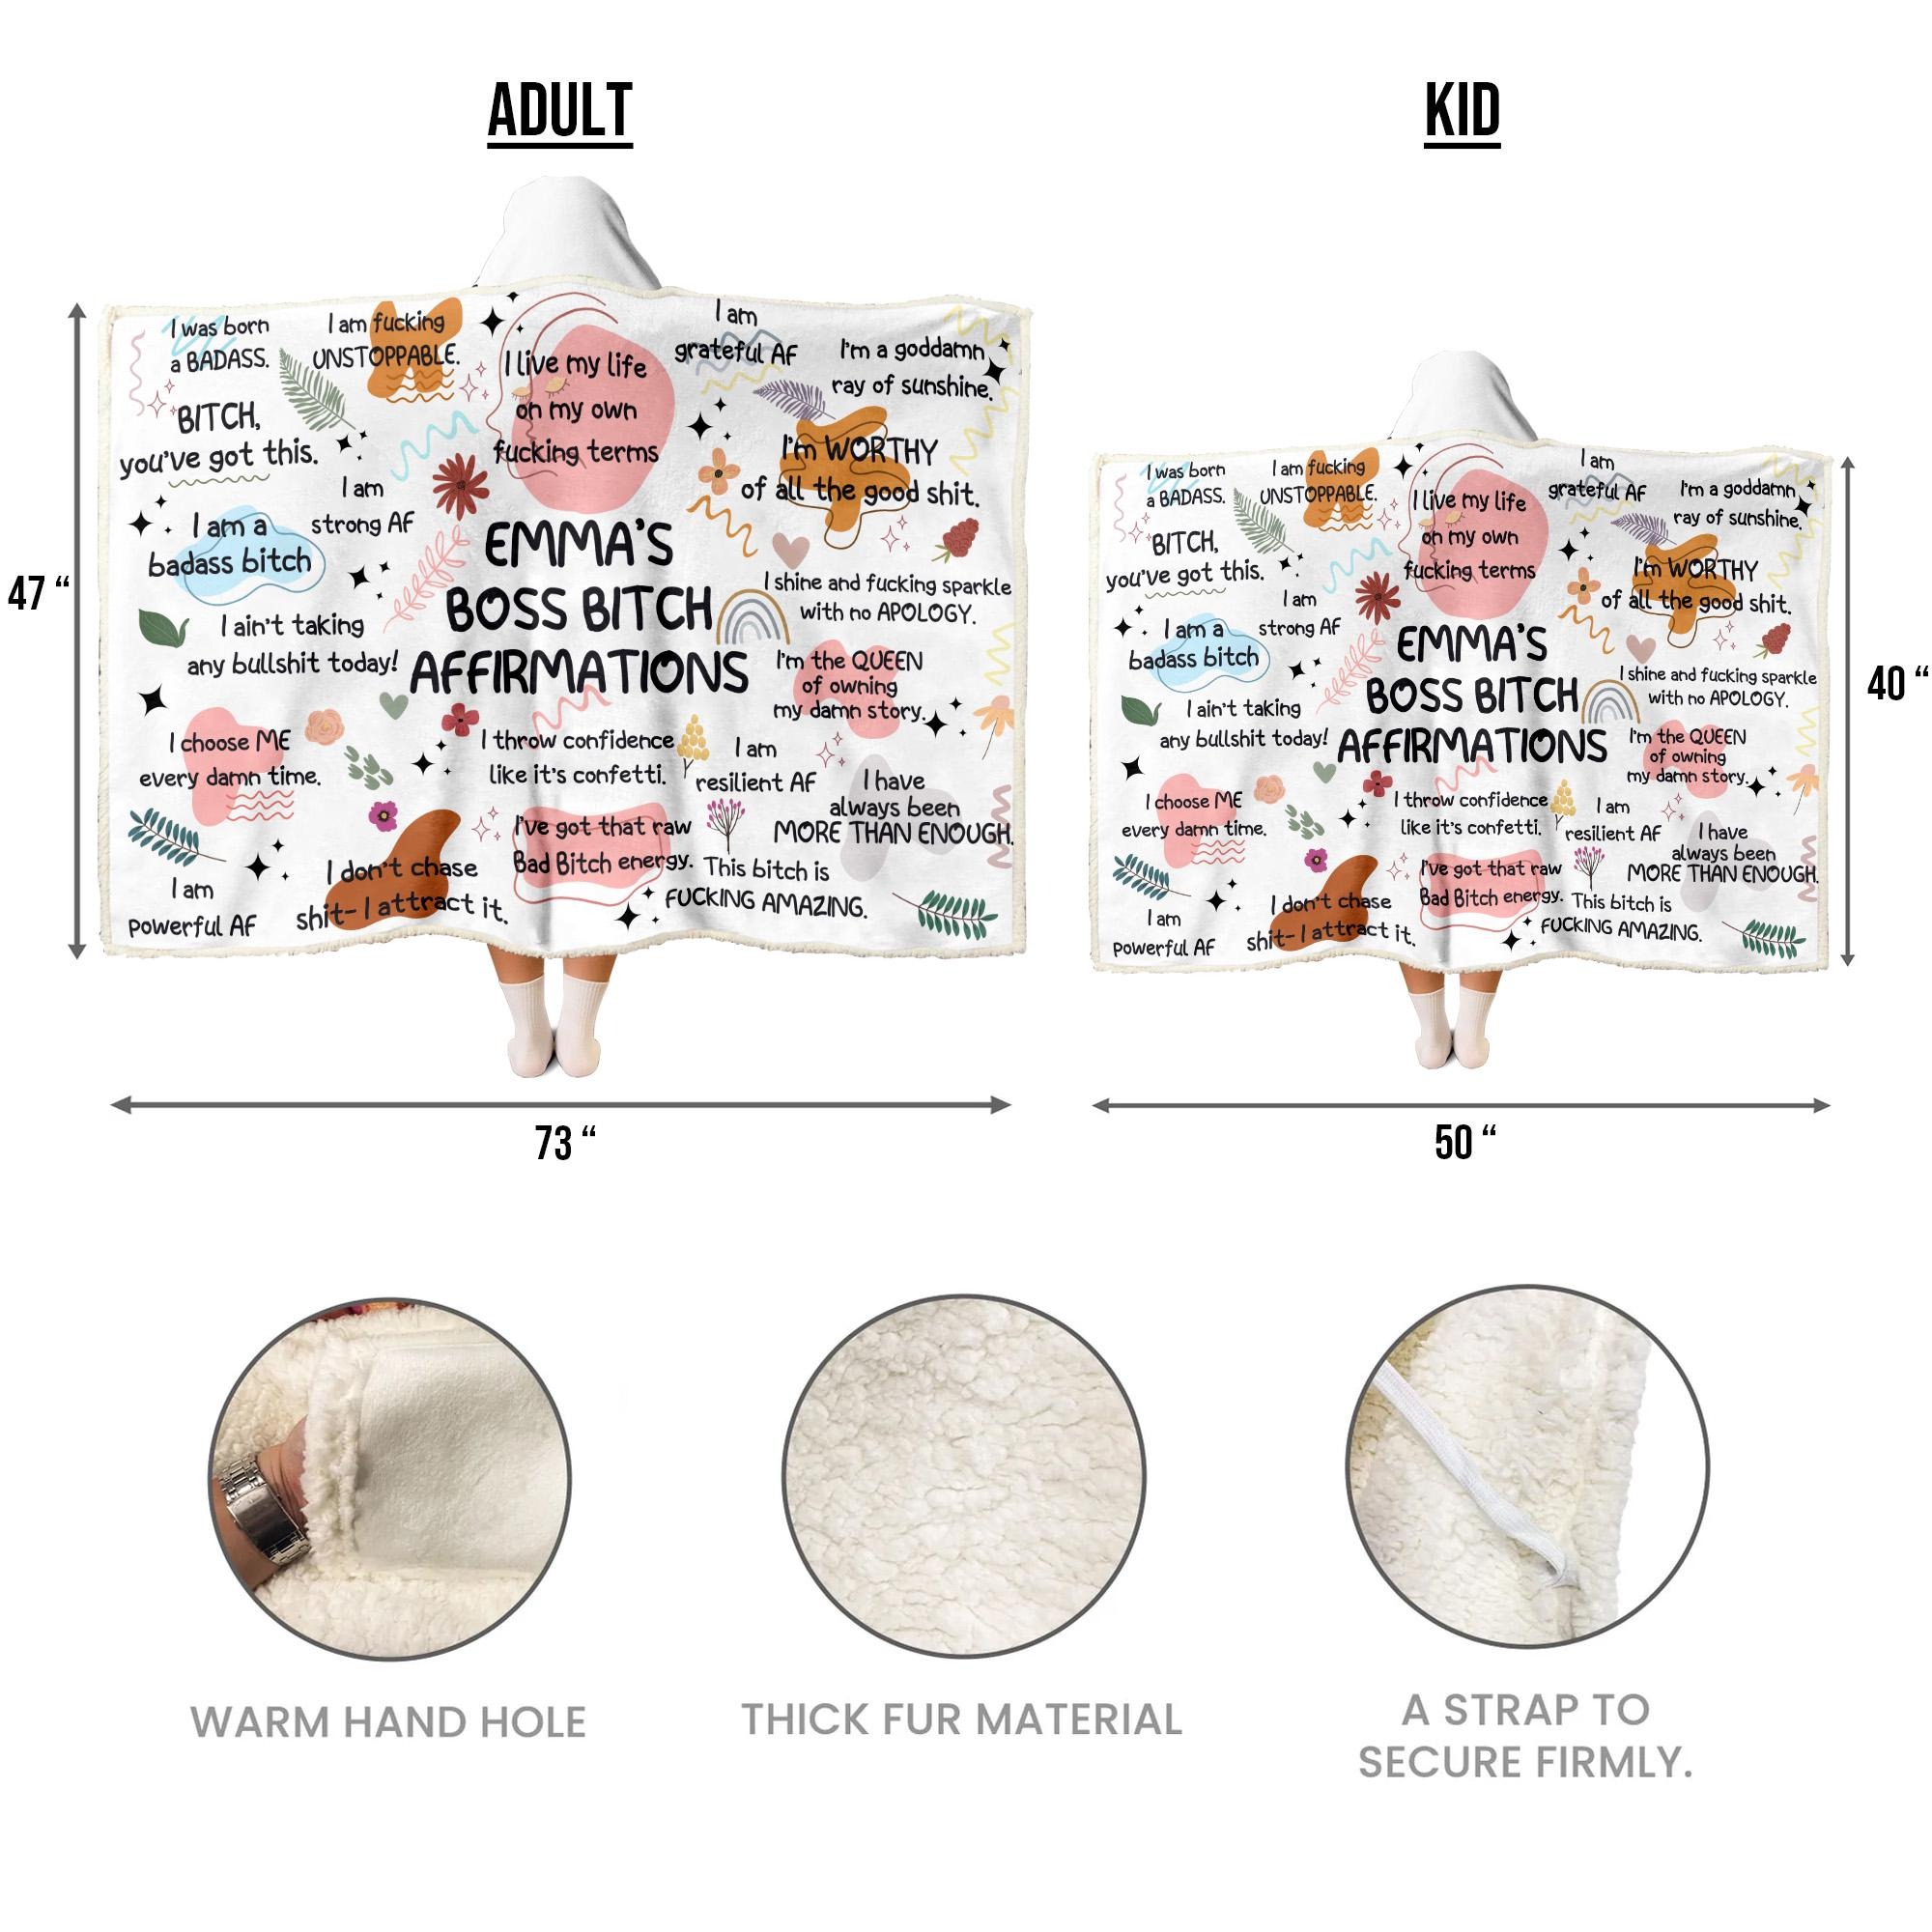 ADULT
I was born
a BADASS.
I am fucking
UNSTOPPABLE.
I live my life
on my own
fucking terms
I am
grateful AF
I'm a goddamn
ray of sunshine.
BITCH,
you've got this.
I'm WORTHY
of all the good shit.
I am
strong AF
I am a
badass bitch
EMMA'S
BOSS BITCH
AFFIRMATIONS
I shine and fucking sparkle
with no APOLOGY.
I ain't taking
any bullshit today!
I'm the QUEEN
of owning
my damn story.
I choose ME
every damn time.
I throw confidence
like it's confetti.
I am
resilient AF
I have
always been
MORE THAN ENOUGH.
I've got that raw
Bad Bitch energy.
This bitch is
FUCKING AMAZING.
I don't chase
shit- I attract it.
I am
powerful AF
47 “
73 “
KID
I was born
a BADASS.
I am fucking
UNSTOPPABLE.
I live my life
on my own
fucking terms
I am
grateful AF
I'm a goddamn
ray of sunshine.
BITCH,
you've got this.
I'm WORTHY
of all the good shit.
I am
strong AF
I am a
badass bitch
EMMA'S
BOSS BITCH
AFFIRMATIONS
I shine and fucking sparkle
with no APOLOGY.
I ain't taking
any bullshit today!
I'm the QUEEN
of owning
my damn story.
I choose ME
every damn time.
I throw confidence
like it's confetti.
I am
resilient AF
I have
always been
MORE THAN ENOUGH.
I've got that raw
Bad Bitch energy.
This bitch is
FUCKING AMAZING.
I don't chase
shit- I attract it.
I am
powerful AF
40 “
50 “
WARM HAND HOLE
THICK FUR MATERIAL
A STRAP TO
SECURE FIRMLY.